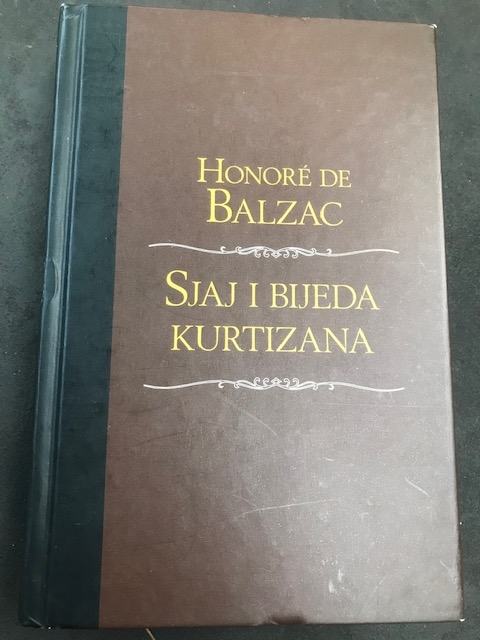 Honoré de
Balzac
Sjaj i bijeda
kurtizana